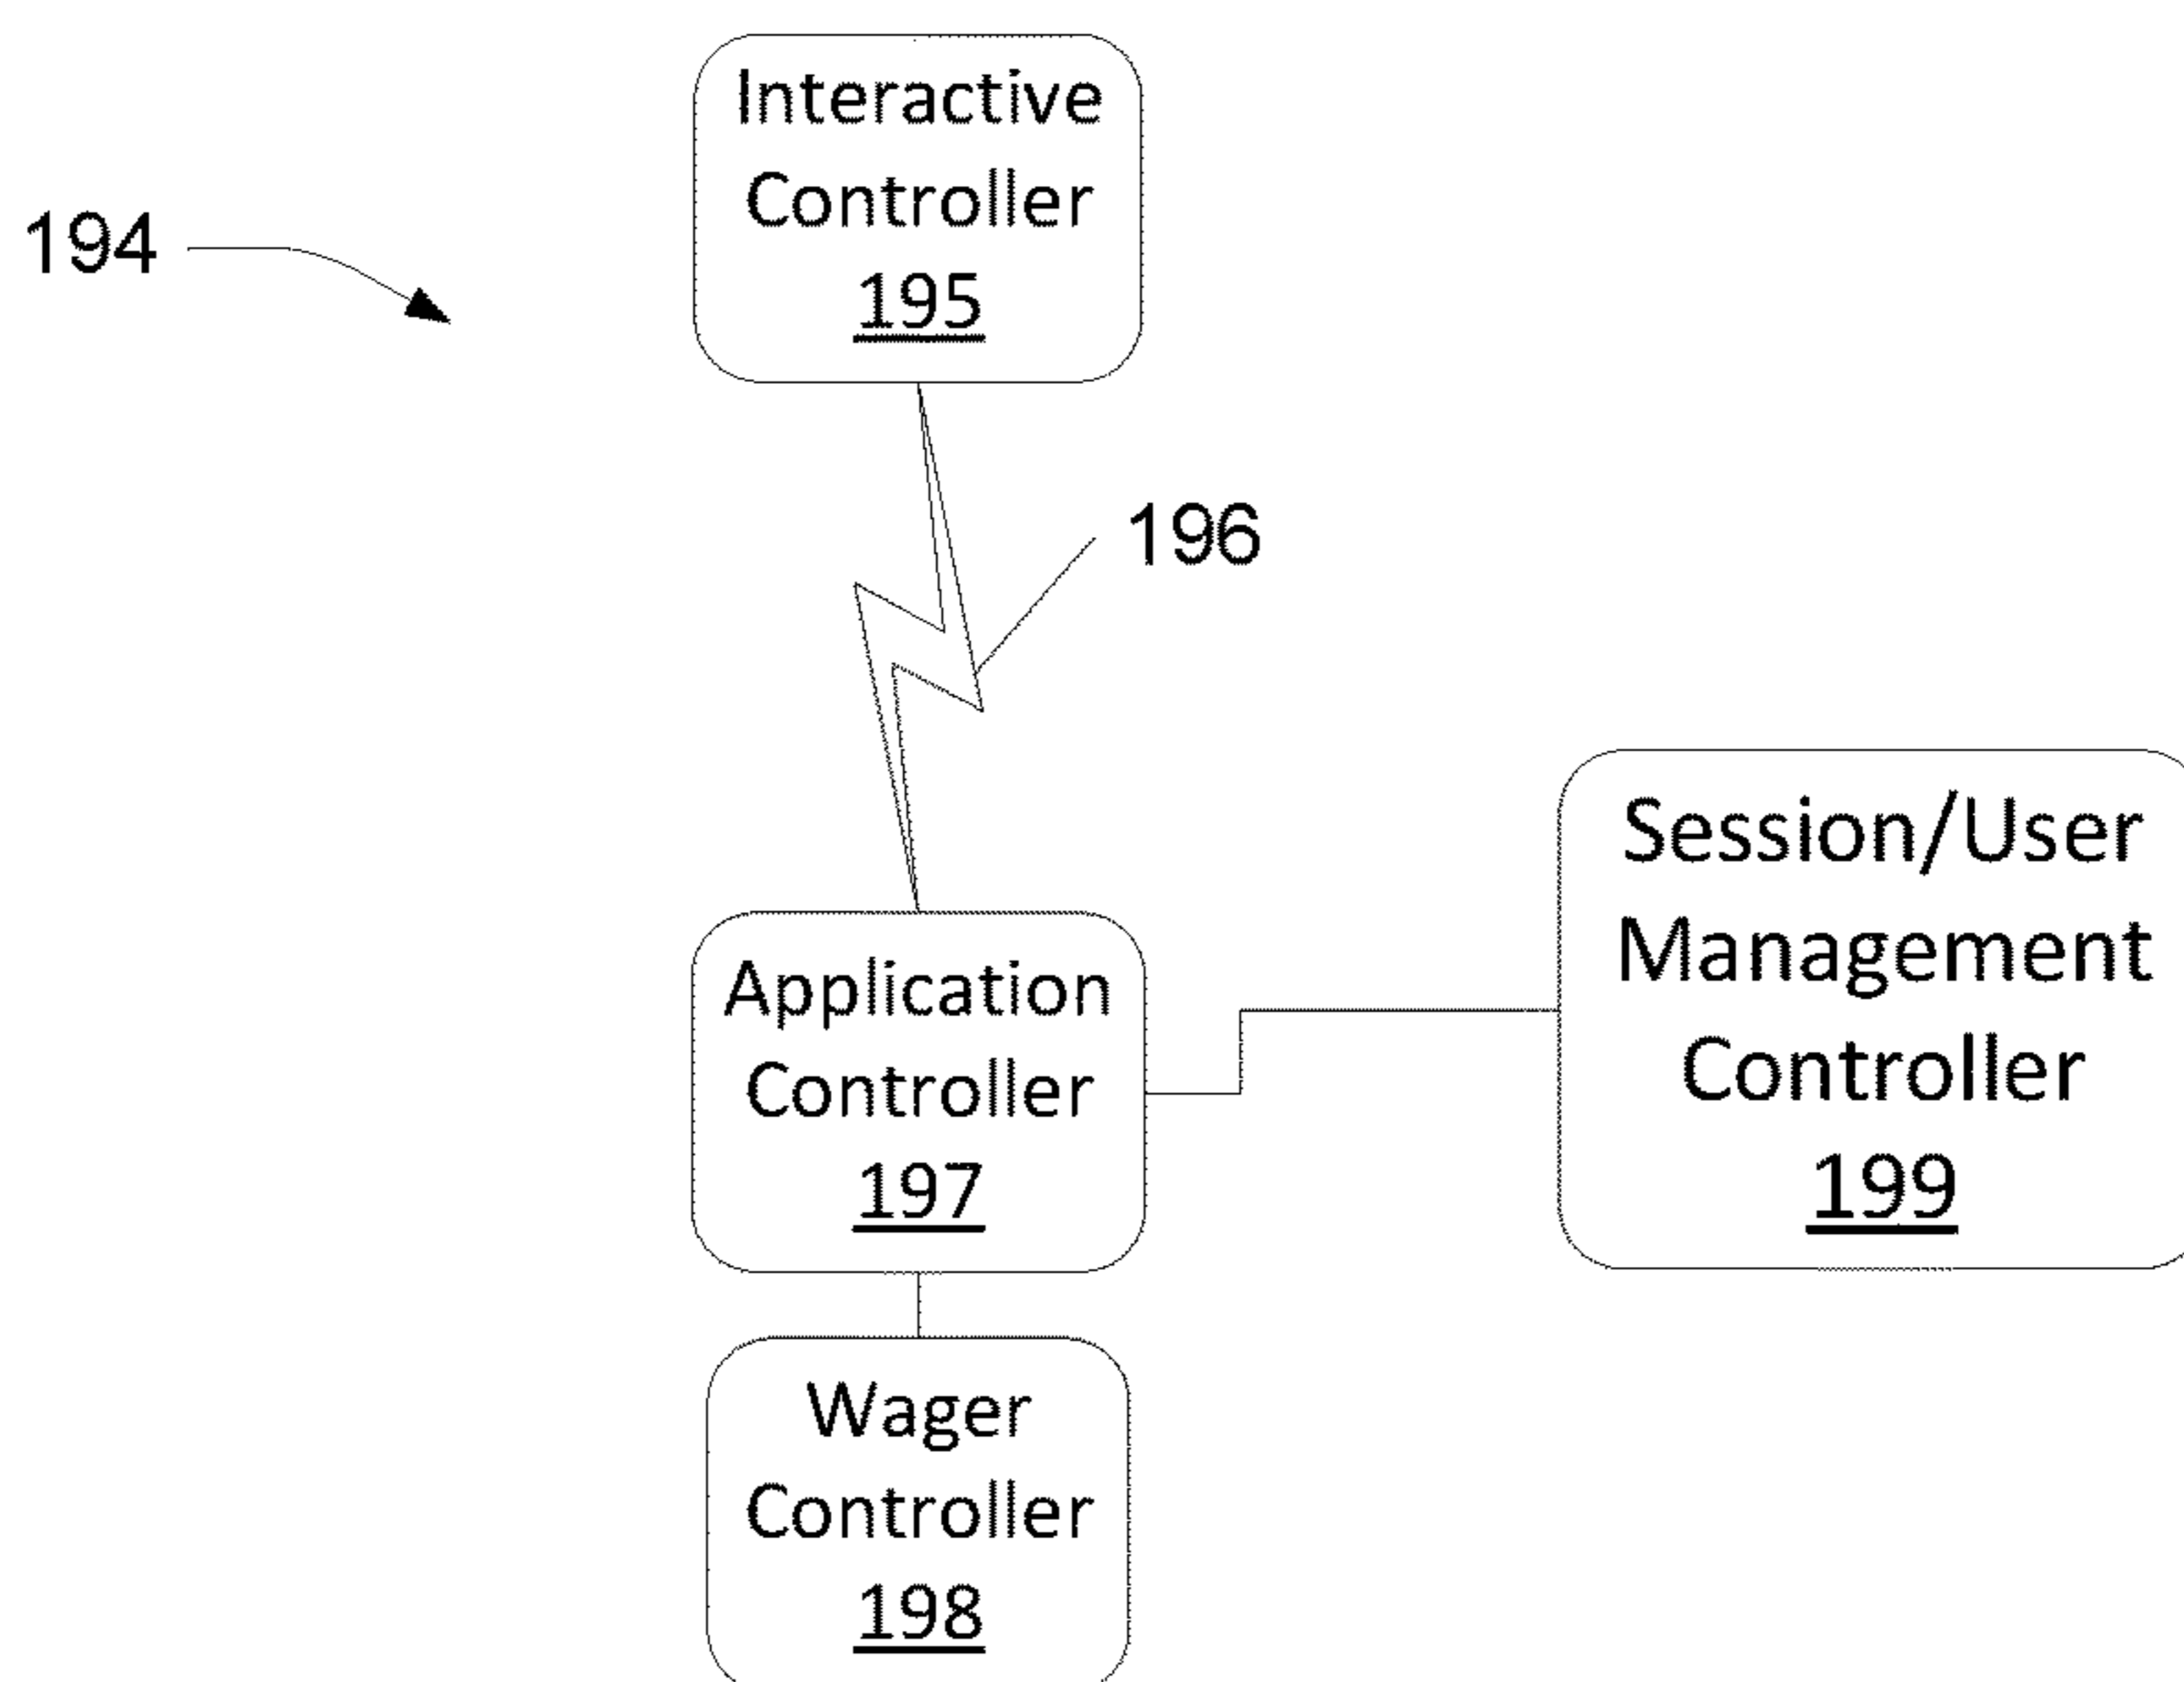 Interactive
Controller
195
194
196
Application
Controller
197
Session/User
Management
Controller
199
Wager
Controller
198